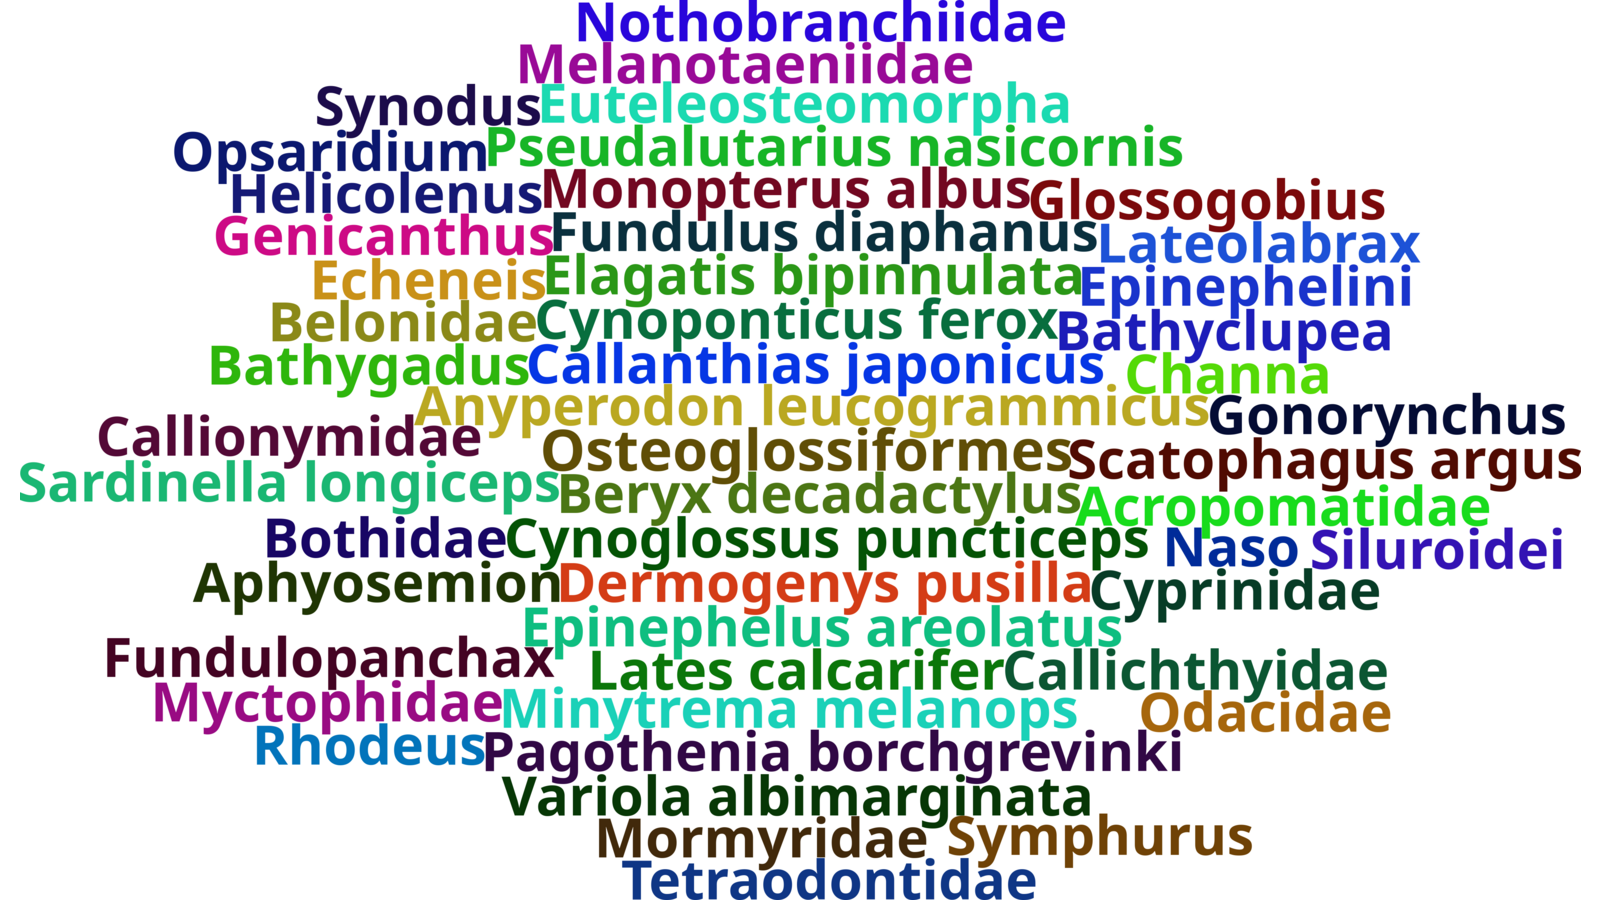 Nothobranchiidae
Melanotaeniidae
Synodus Euteleosteomorpha
Opsaridium Pseudalutarius nasicornis
Helicolenus Monopterus albus Glossogobius
Genicanthus Fundulus diaphanus Lateolabrax
Echeneis Elagatis bipinnulata Epinephelini
Belonidae Cynoponticus ferox Bathyclupea
Bathygadus Callanthias japonicus Channa
Anyperodon leucogrammicus Gonorynchus
Callionymidae Osteoglossiformes Scatophagus argus
Sardinella longiceps Beryx decadactylus Acropomatidae
Bothidae Cynoglossus puncticeps Naso Siluroidei
Aphyosemion Dermogenys pusilla Cyprinidae
Epinephelus areolatus
Fundulopanchax Lates calcarifer Callichthyidae
Myctophidae Minytrema melanops Odacidae
Rhodeus Pagothenia borchgrevinki
Variola albimarginata
Mormyridae Symphurus
Tetraodontidae